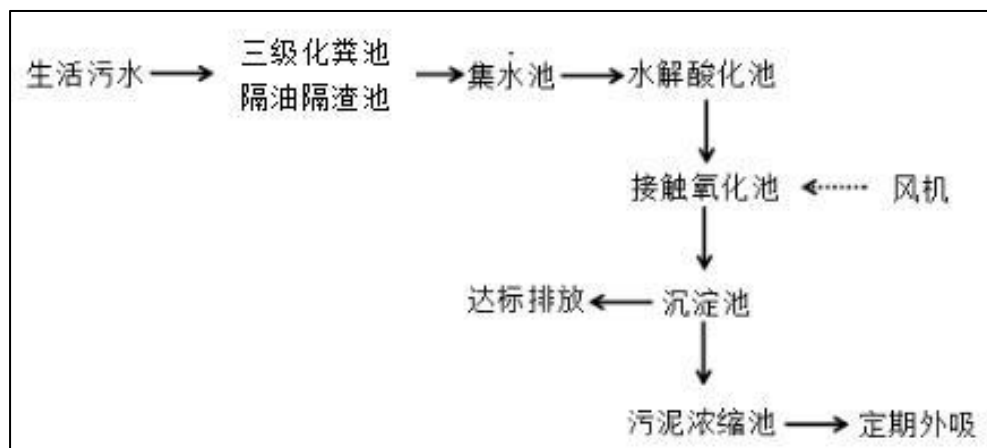 生活污水
三级化粪池
隔油隔渣池
集水池
水解酸化池
接触氧化池
风机
达标排放
沉淀池
污泥浓缩池
定期外吸